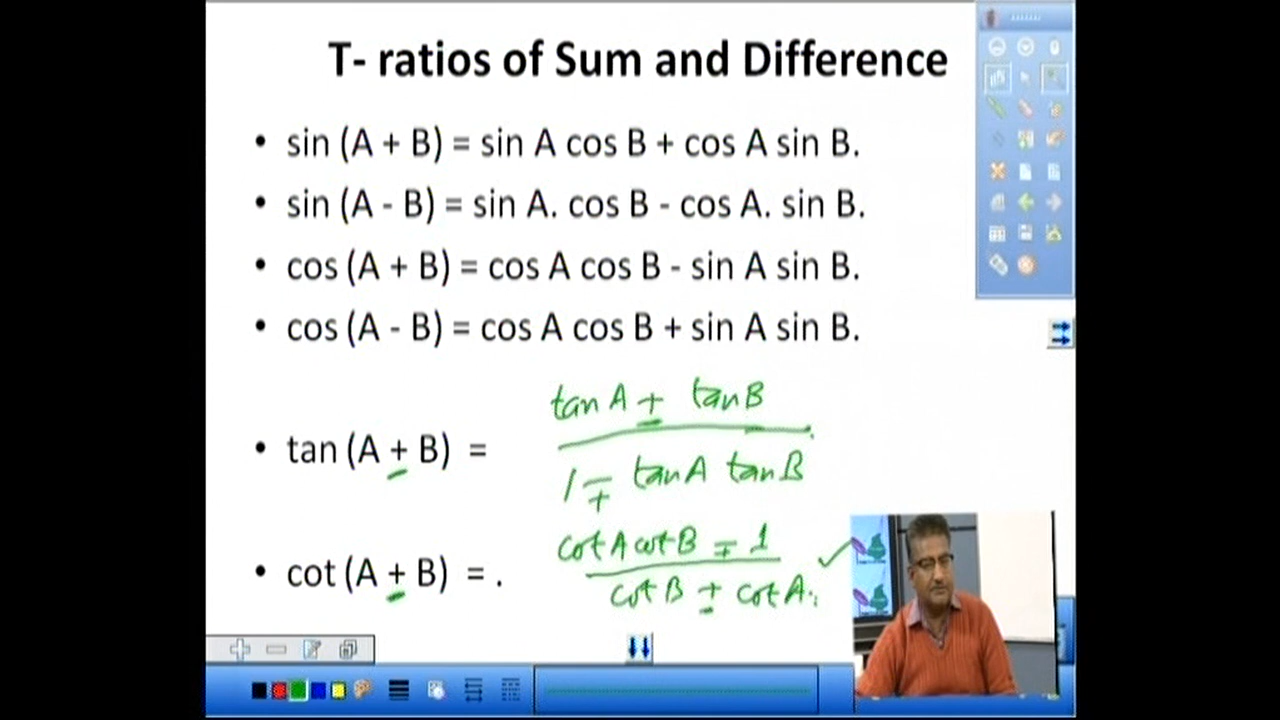 T- ratios of Sum and Difference
• sin (A + B) = sin A cos B + cos A sin B.
• sin (A - B) = sin A. cos B - cos A. sin B.
• cos (A + B) = cos A cos B - sin A sin B.
• cos (A - B) = cos A cos B + sin A sin B.
tan A ± tan B
• tan (A ± B) =
1 ∓ tan A tan B
cot A cot B ∓ 1
• cot (A ± B) = .
cot B ± cot A.